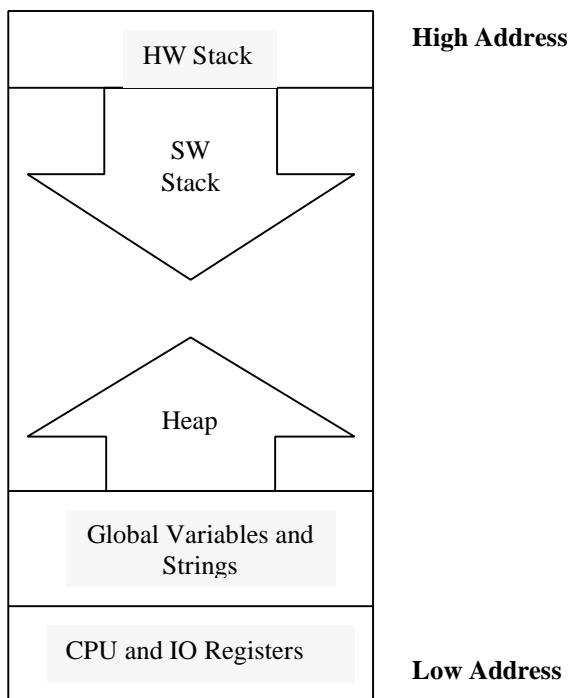 High Address
HW Stack
SW
Stack
Heap
Global Variables and
Strings
CPU and IO Registers
Low Address